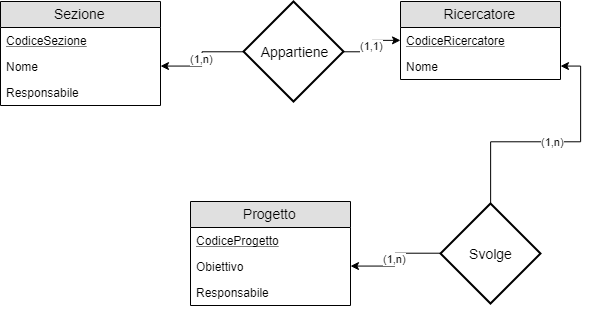 Sezione
CodiceSezione
Nome
Responsabile
(1,n)
Appartiene
(1,1)
Ricercatore
CodiceRicercatore
Nome
(1,n)
Progetto
CodiceProgetto
Obiettivo
Responsabile
(1,n)
Svolge